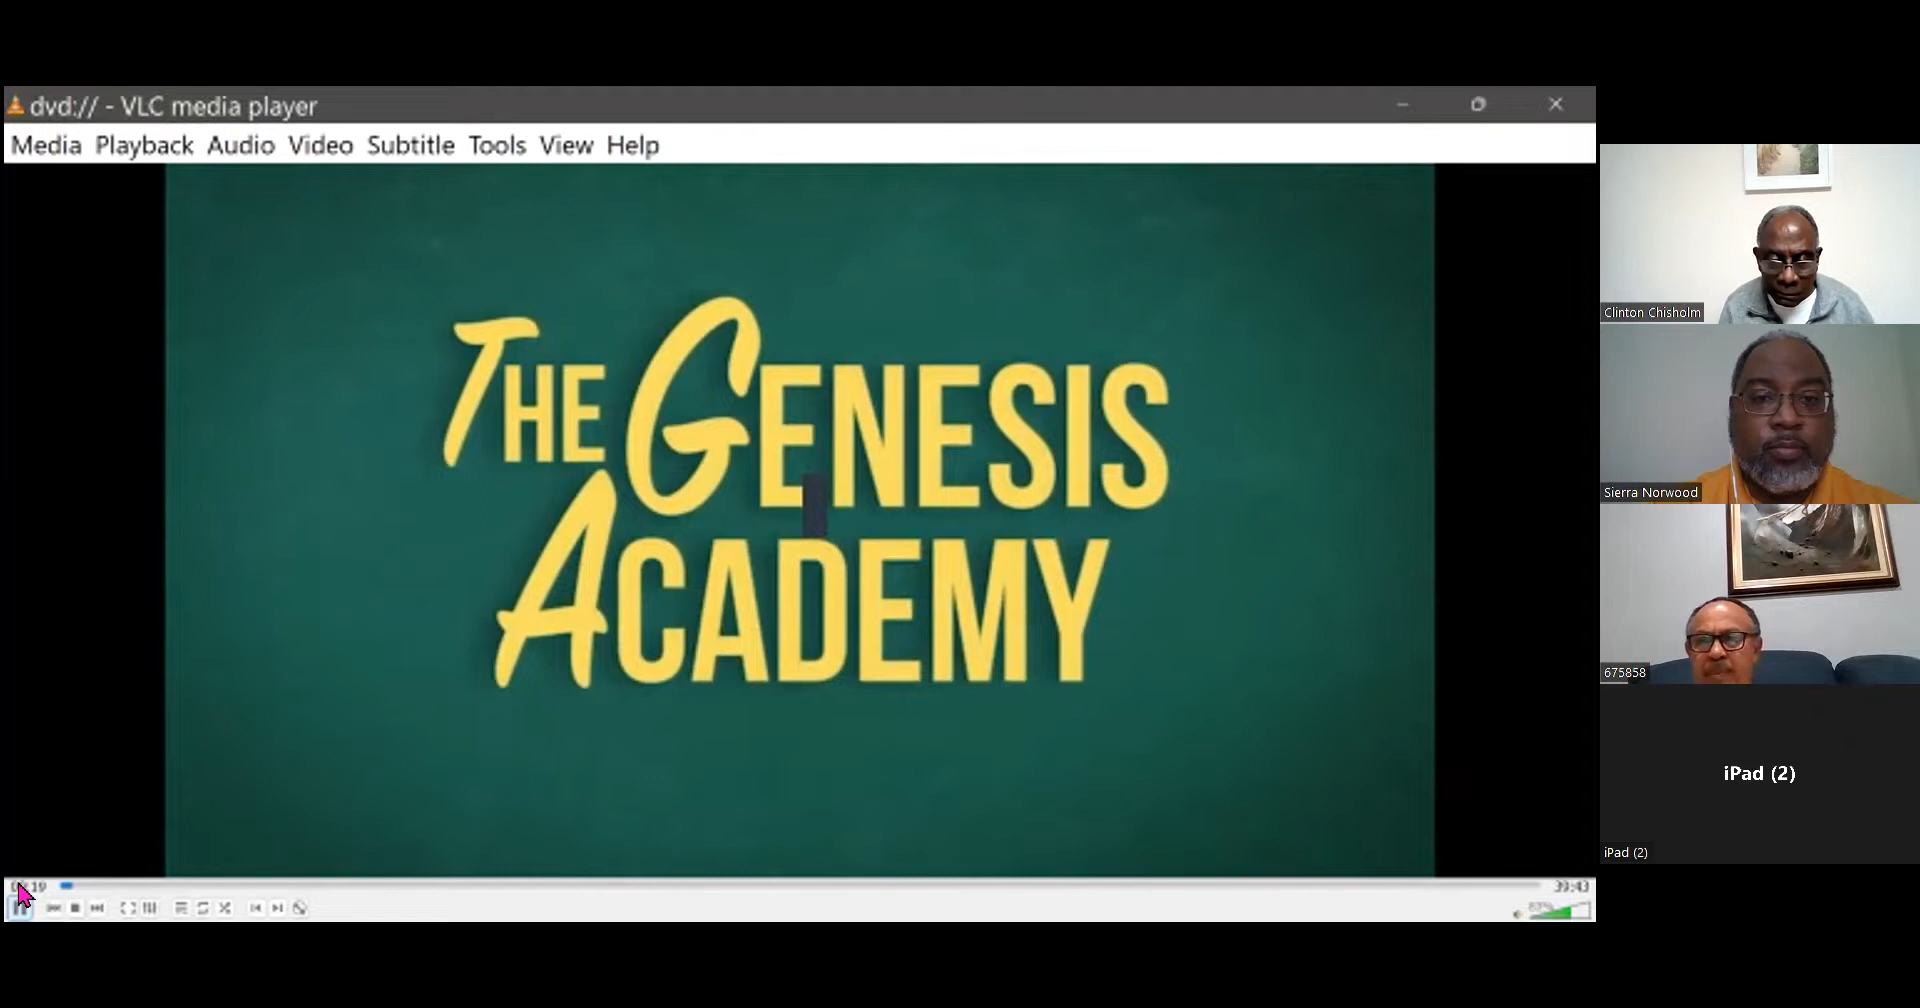 dvd:// - VLC media player
Media Playback Audio Video Subtitle Tools View Help
THE GENESIS
ACADEMY
39:43
Clinton Chisholm
Sierra Norwood
675858
iPad (2)
iPad (2)